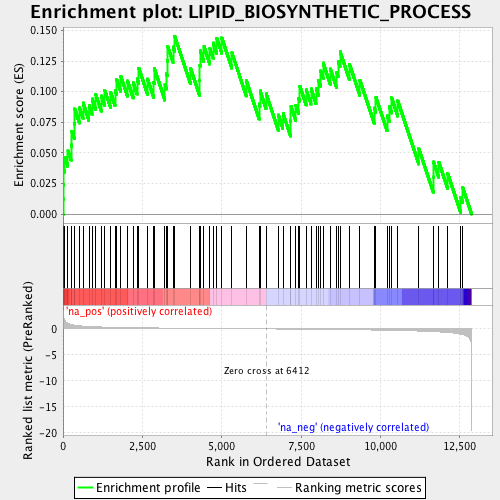 Enrichment plot: LIPID_BIOSYNTHETIC_PROCESS
Enrichment score (ES)
0.150
0.125
0.100
0.075
0.050
0.025
0.000
'na_pos' (positively correlated)
Ranked list metric (PreRanked)
0
-5
-10
-15
-20
Zero cross at 6412
'na_neg' (negatively correlated)
0
2,500
5,000
7,500
10,000
12,500
Rank in Ordered Dataset
Enrichment profile
Hits
Ranking metric scores